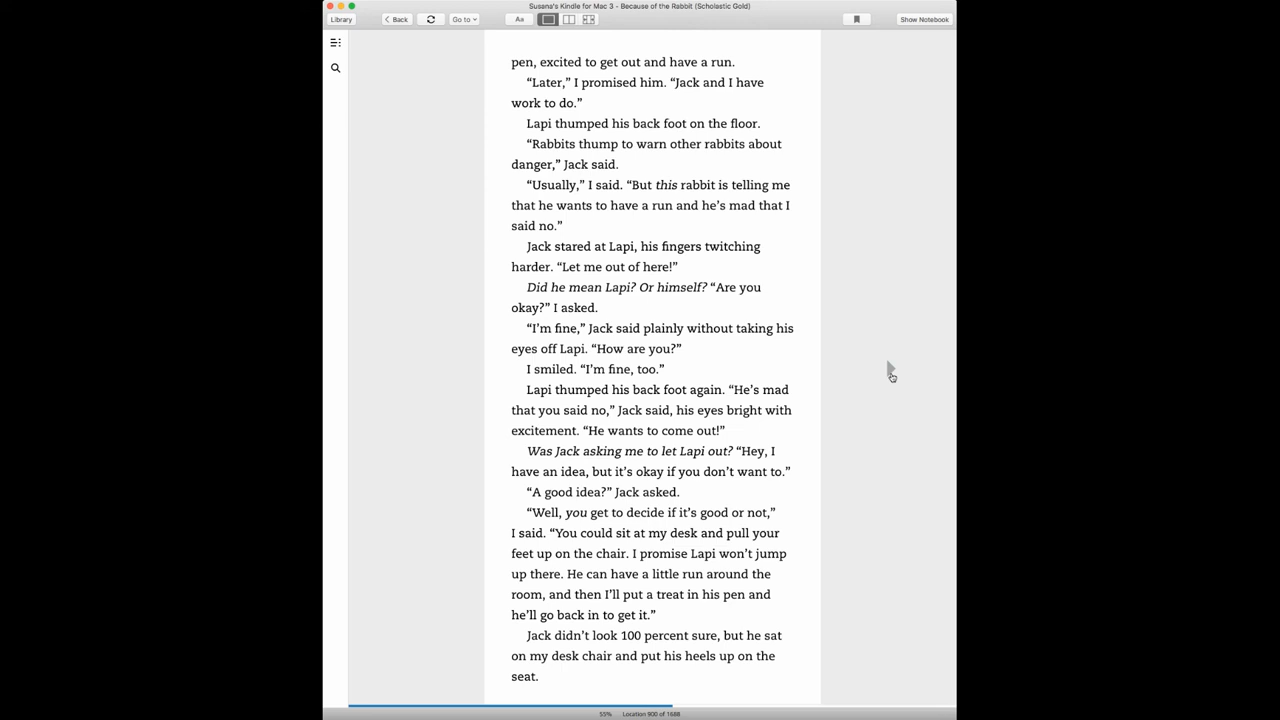 Susana's Kindle for Mac 3 - Because of the Rabbit (Scholastic Gold)
Library
Back
Go to
Aa
Show Notebook
pen, excited to get out and have a run.
“Later,” I promised him. “Jack and I have
work to do.”
Lapi thumped his back foot on the floor.
“Rabbits thump to warn other rabbits about
danger,” Jack said.
“Usually,” I said. “But this rabbit is telling me
that he wants to have a run and he’s mad that I
said no.”
Jack stared at Lapi, his fingers twitching
harder. “Let me out of here!”
Did he mean Lapi? Or himself? “Are you
okay?” I asked.
“I’m fine,” Jack said plainly without taking his
eyes off Lapi. “How are you?”
I smiled. “I’m fine, too.”
Lapi thumped his back foot again. “He’s mad
that you said no,” Jack said, his eyes bright with
excitement. “He wants to come out!”
Was Jack asking me to let Lapi out? “Hey, I
have an idea, but it’s okay if you don’t want to.”
“A good idea?” Jack asked.
“Well, you get to decide if it’s good or not,”
I said. “You could sit at my desk and pull your
feet up on the chair. I promise Lapi won’t jump
up there. He can have a little run around the
room, and then I’ll put a treat in his pen and
he’ll go back in to get it.”
Jack didn’t look 100 percent sure, but he sat
on my desk chair and put his heels up on the
seat.
55% Location 900 of 1688